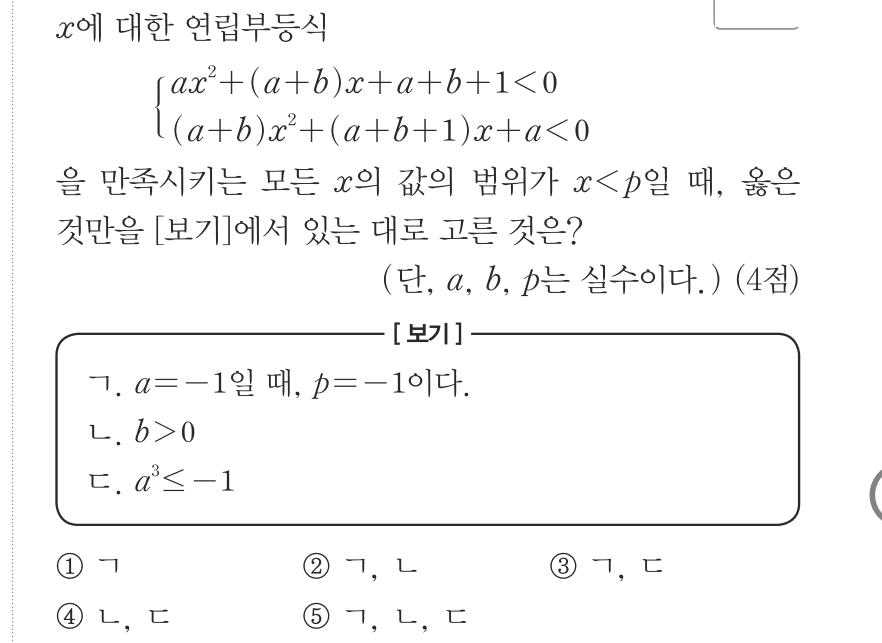 x에 대한 연립부등식
{ax²+(a+b)x+a+b+1<0
(a+b)x²+(a+b+1)x+a<0
을 만족시키는 모든 x의 값의 범위가 x<p일 때, 옳은
것만을 [보기]에서 있는 대로 고른 것은?
(단, a, b, p는 실수이다.) (4점)
[보기]
ㄱ. a=-1일 때, p=-1이다.
ㄴ. b>0
ㄷ. a³≤-1
① ㄱ ② ㄱ, ㄴ ③ ㄱ, ㄷ
④ ㄴ, ㄷ ⑤ ㄱ, ㄴ, ㄷ